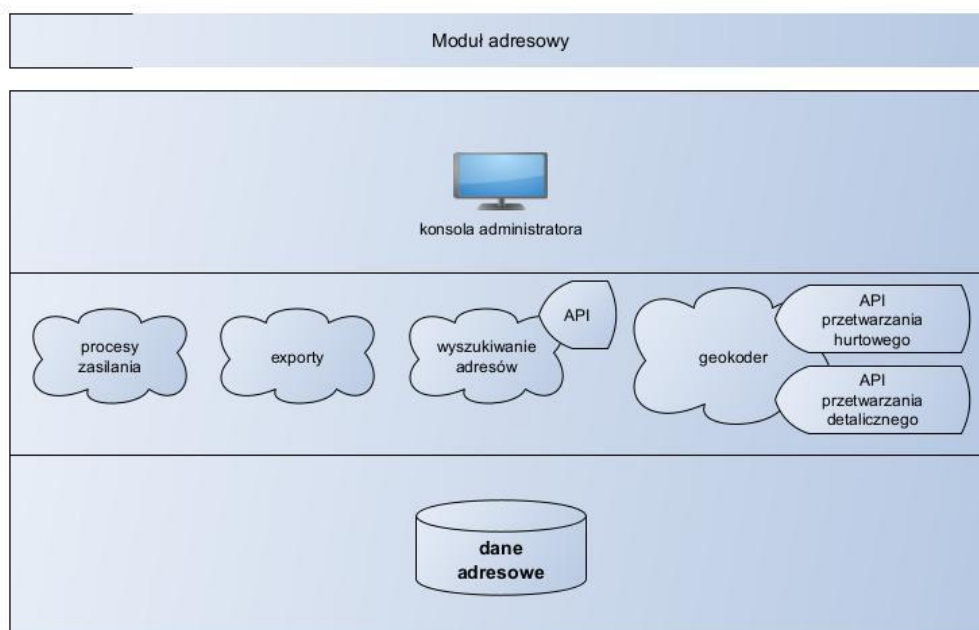 Moduł adresowy
konsola administratora
procesy
zasilania
exporty
wyszukiwanie
adresów
API
geokoder
API
przetwarzania
hurtowego
API
przetwarzania
detalicznego
dane
adresowe